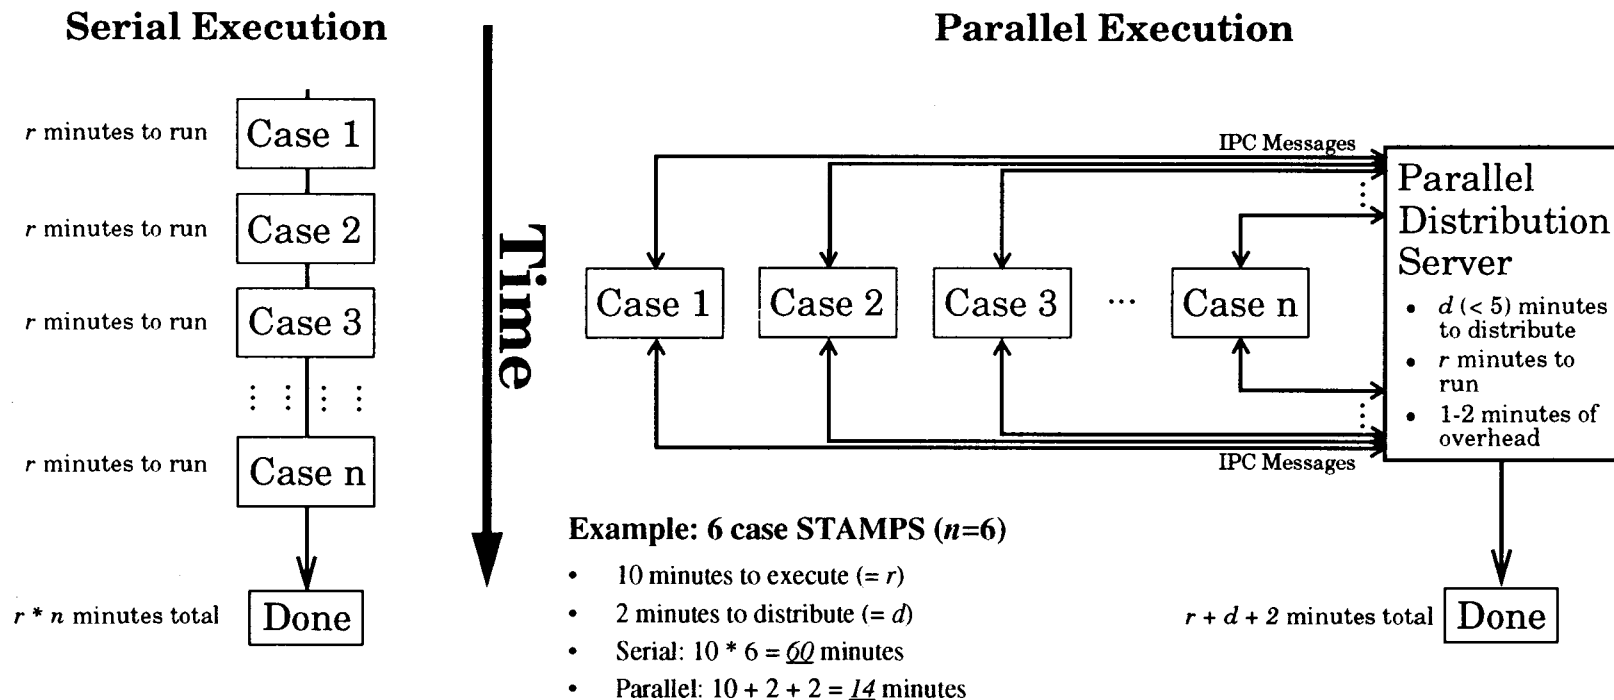 Serial Execution
r minutes to run
Case 1
r minutes to run
Case 2
r minutes to run
Case 3
r minutes to run
Case n
r * n minutes total
Done
Time
Parallel Execution
IPC Messages
Case 1
Case 2
Case 3
...
Case n
IPC Messages
Parallel
Distribution
Server
• d (< 5) minutes
to distribute
• r minutes to
run
• 1-2 minutes of
overhead
r + d + 2 minutes total
Done
Example: 6 case STAMPS (n=6)
• 10 minutes to execute (= r)
• 2 minutes to distribute (= d)
• Serial: 10 * 6 = 60 minutes
• Parallel: 10 + 2 + 2 = 14 minutes